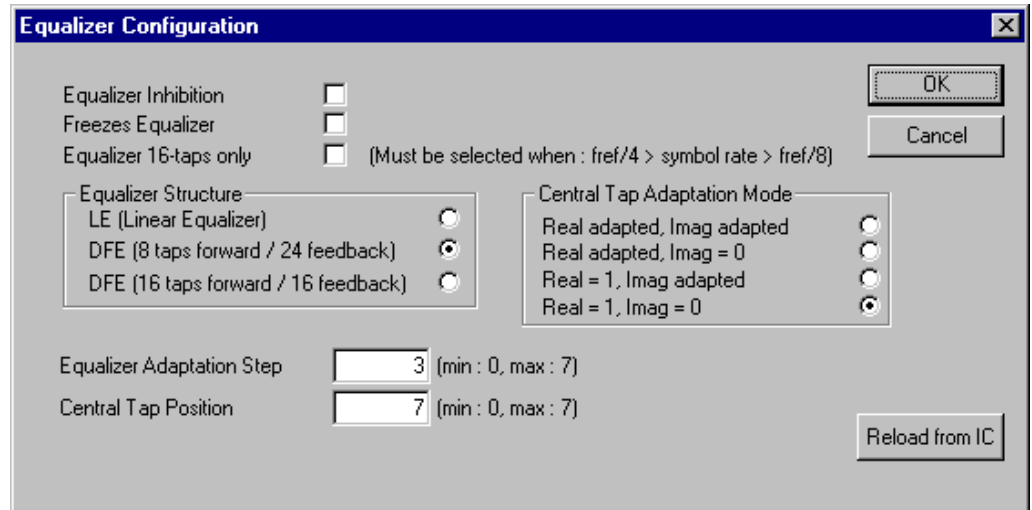 Equalizer Configuration
Equalizer Inhibition
Freezes Equalizer
Equalizer 16-taps only (Must be selected when : fref/4 > symbol rate > fref/8)
OK
Cancel
Equalizer Structure
LE (Linear Equalizer)
DFE (8 taps forward / 24 feedback)
DFE (16 taps forward / 16 feedback)
Central Tap Adaptation Mode
Real adapted, Imag adapted
Real adapted, Imag = 0
Real = 1, Imag adapted
Real = 1, Imag = 0
Equalizer Adaptation Step 3 (min : 0, max : 7)
Central Tap Position 7 (min : 0, max : 7)
Reload from IC